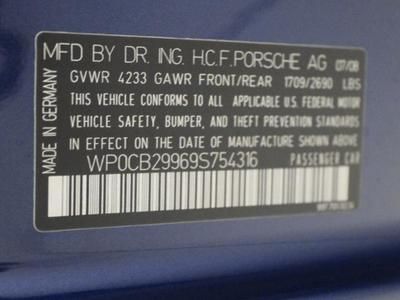 MFD BY DR. ING. H.C.F. PORSCHE AG 07/08
GVWR 4233 GAWR FRONT/REAR 1709/2690 LBS
THIS VEHICLE CONFORMS TO ALL APPLICABLE U.S. FEDERAL MOTOR
VEHICLE SAFETY, BUMPER, AND THEFT PREVENTION STANDARDS
IN EFFECT ON THE DATE OF MANUFACTURE SHOWN ABOVE.
WP0CB29969S754316 PASSENGER CAR
MADE IN GERMANY